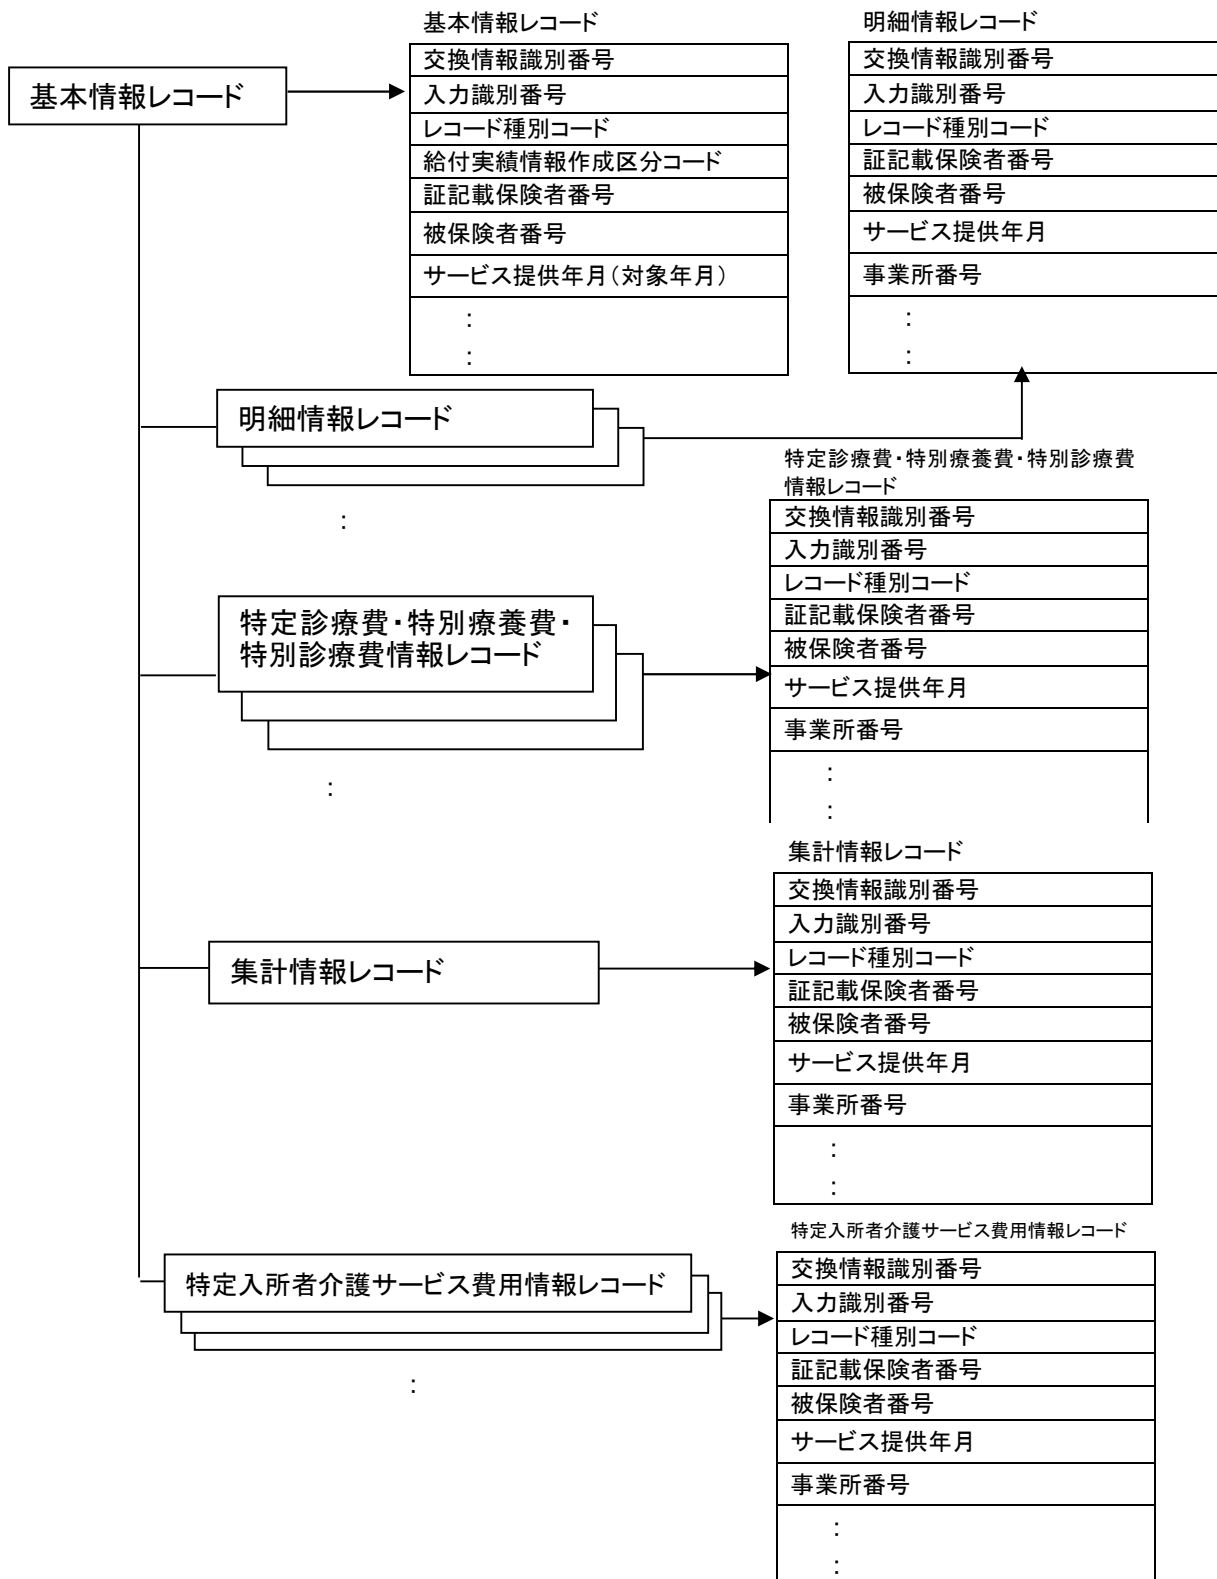 基本情報レコード
基本情報レコード
交換情報識別番号
入力識別番号
レコード種別コード
給付実績情報作成区分コード
証記載保険者番号
被保険者番号
サービス提供年月(対象年月)
:
:
明細情報レコード
交換情報識別番号
入力識別番号
レコード種別コード
証記載保険者番号
被保険者番号
サービス提供年月
事業所番号
:
:
明細情報レコード
:
特定診療費・特別療養費・特別診療費
情報レコード
交換情報識別番号
入力識別番号
レコード種別コード
証記載保険者番号
被保険者番号
サービス提供年月
事業所番号
:
:
特定診療費・特別療養費・
特別診療費情報レコード
:
集計情報レコード
交換情報識別番号
入力識別番号
レコード種別コード
証記載保険者番号
被保険者番号
サービス提供年月
事業所番号
:
:
集計情報レコード
特定入所者介護サービス費用情報レコード
交換情報識別番号
入力識別番号
レコード種別コード
証記載保険者番号
被保険者番号
サービス提供年月
事業所番号
:
:
特定入所者介護サービス費用情報レコード
: